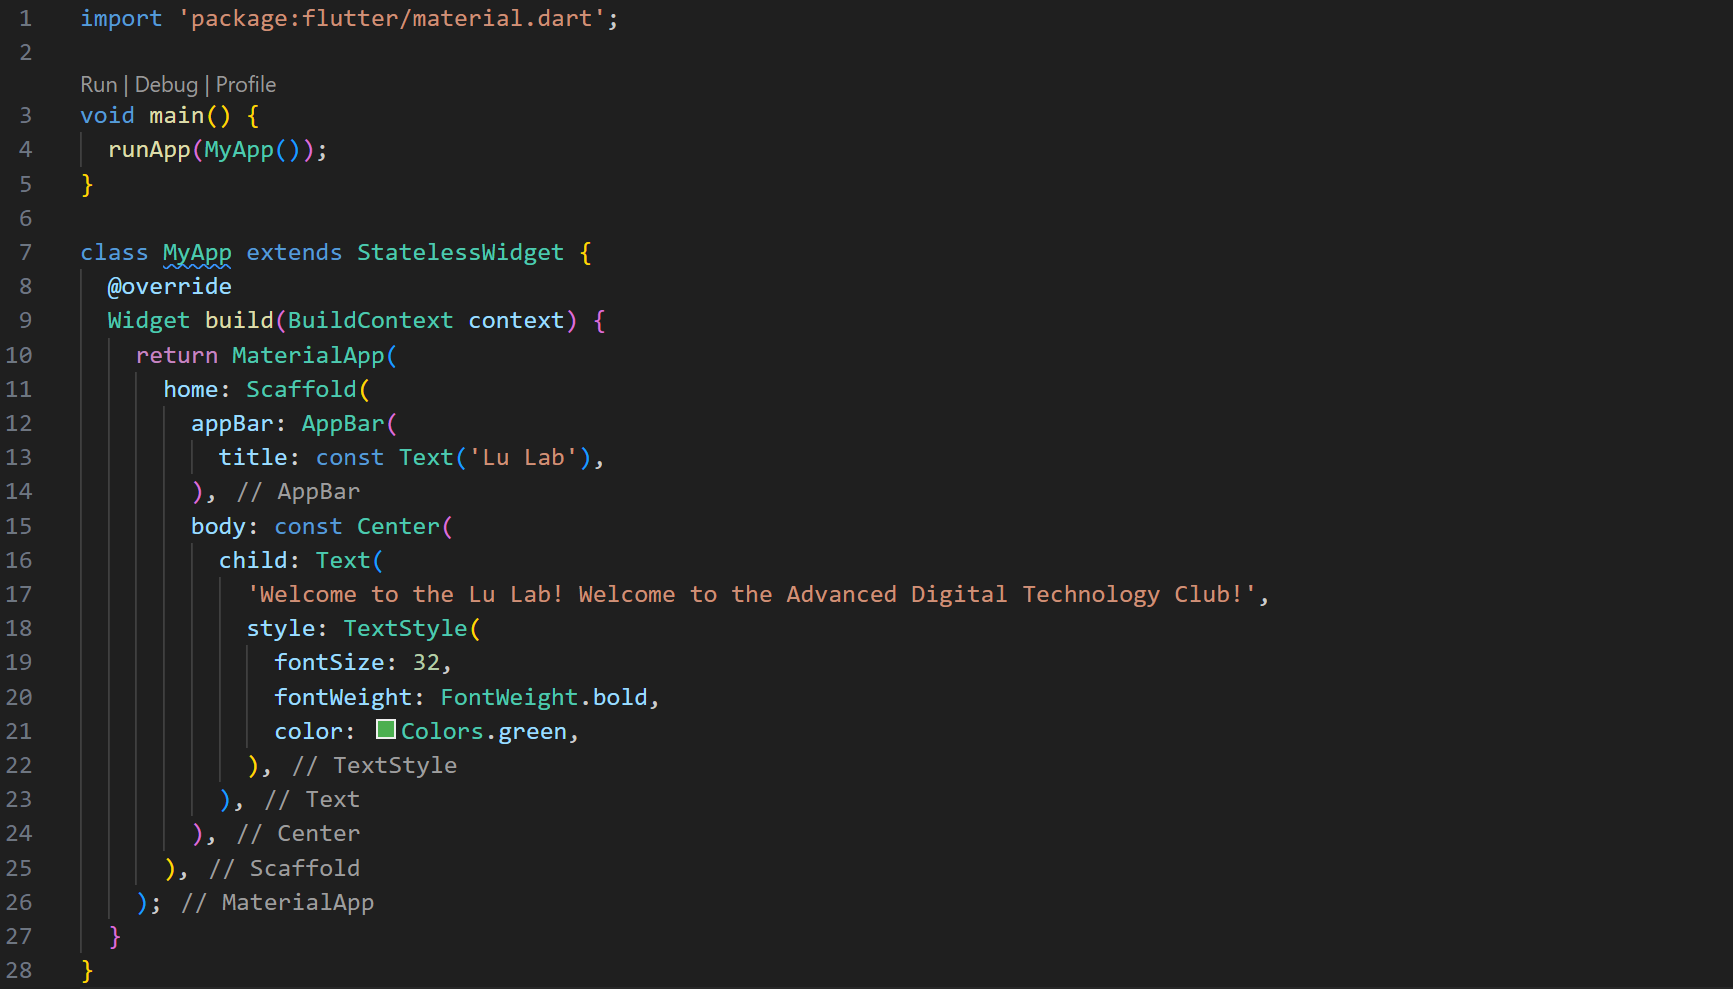 1 import 'package:flutter/material.dart';
2
Run | Debug | Profile
3 void main() {
4   runApp(MyApp());
5 }
6
7 class MyApp extends StatelessWidget {
8   @override
9   Widget build(BuildContext context) {
10     return MaterialApp(
11       home: Scaffold(
12         appBar: AppBar(
13           title: const Text('Lu Lab'),
14         ), // AppBar
15         body: const Center(
16           child: Text(
17             'Welcome to the Lu Lab! Welcome to the Advanced Digital Technology Club!',
18             style: TextStyle(
19               fontSize: 32,
20               fontWeight: FontWeight.bold,
21               color: Colors.green,
22             ), // TextStyle
23           ), // Text
24         ), // Center
25       ), // Scaffold
26     ); // MaterialApp
27   }
28 }